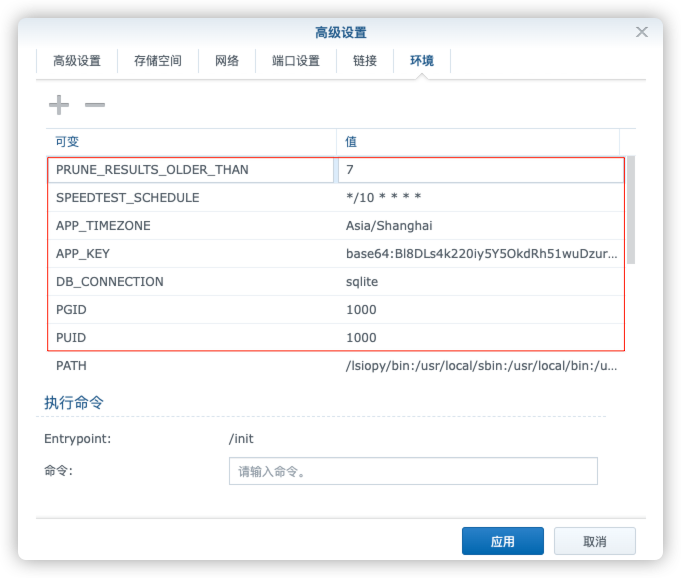 高级设置
高级设置 存储空间 网络 端口设置 链接 环境
可变 值
PRUNE_RESULTS_OLDER_THAN 7
SPEEDTEST_SCHEDULE */10 * * * *
APP_TIMEZONE Asia/Shanghai
APP_KEY base64:Bl8DLs4k220iy5Y5OkdRh51wuDzur...
DB_CONNECTION sqlite
PGID 1000
PUID 1000
PATH /lsiopy/bin:/usr/local/sbin:/usr/local/bin:/u...
执行命令
Entrypoint: /init
命令: 请输入命令。
应用 取消